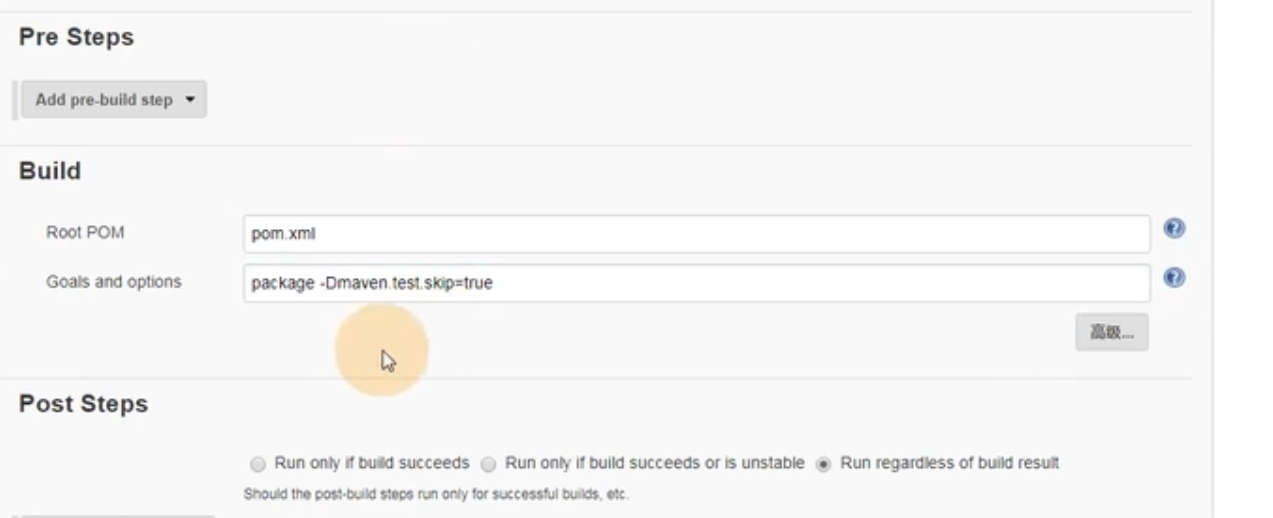 Pre Steps
Add pre-build step
Build
Root POM
pom.xml
Goals and options
package -Dmaven.test.skip=true
高级...
Post Steps
Run only if build succeeds Run only if build succeeds or is unstable Run regardless of build result
Should the post-build steps run only for successful builds, etc.